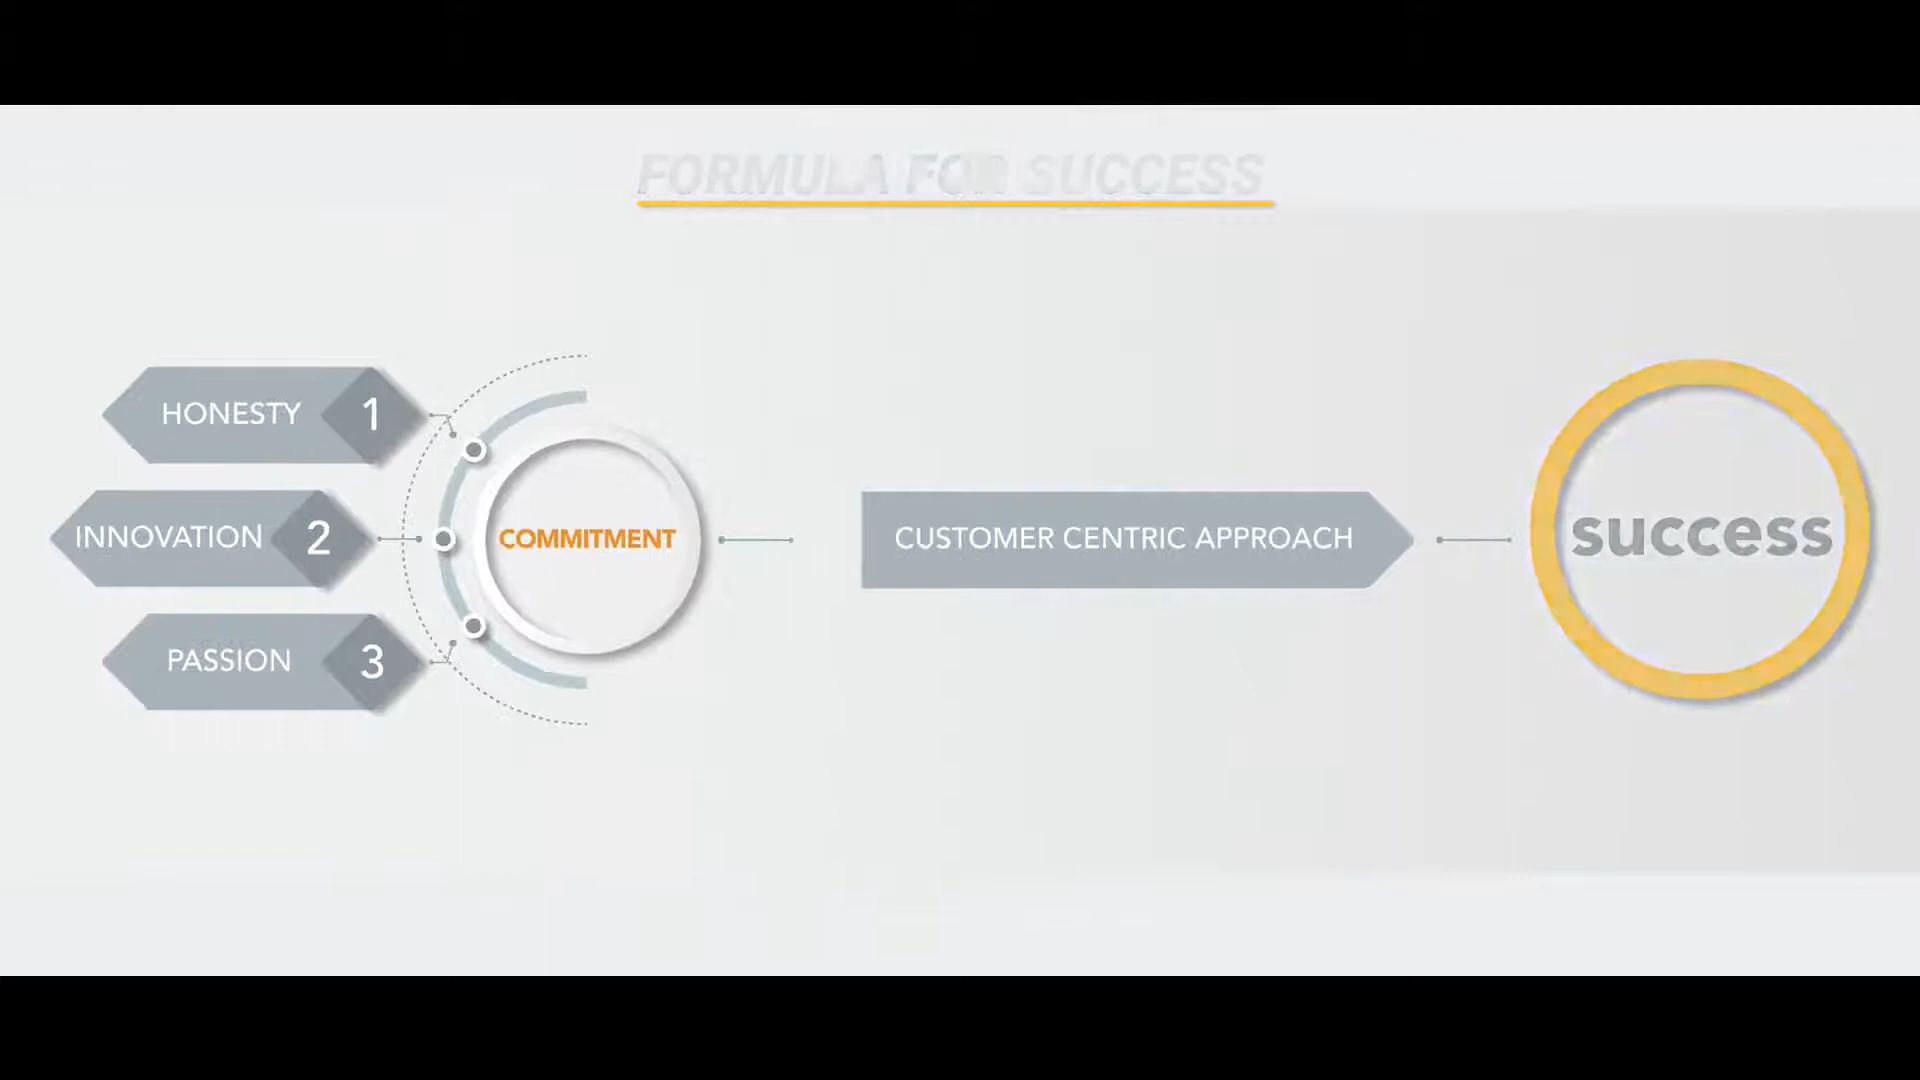 FORMULA FOR SUCCESS
HONESTY 1
INNOVATION 2
PASSION 3
COMMITMENT
CUSTOMER CENTRIC APPROACH
success